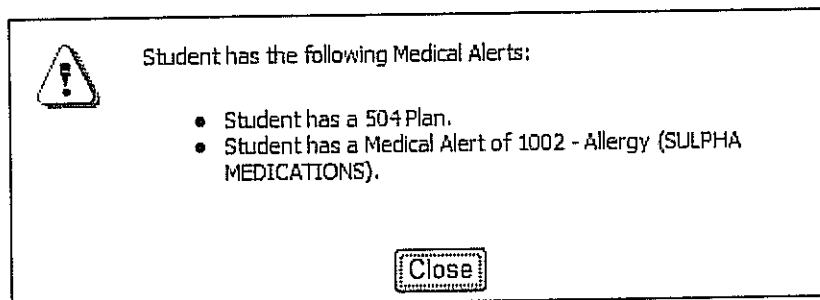 Student has the following Medical Alerts:
● Student has a 504 Plan.
● Student has a Medical Alert of 1002 - Allergy (SULPHA
MEDICATIONS).
Close